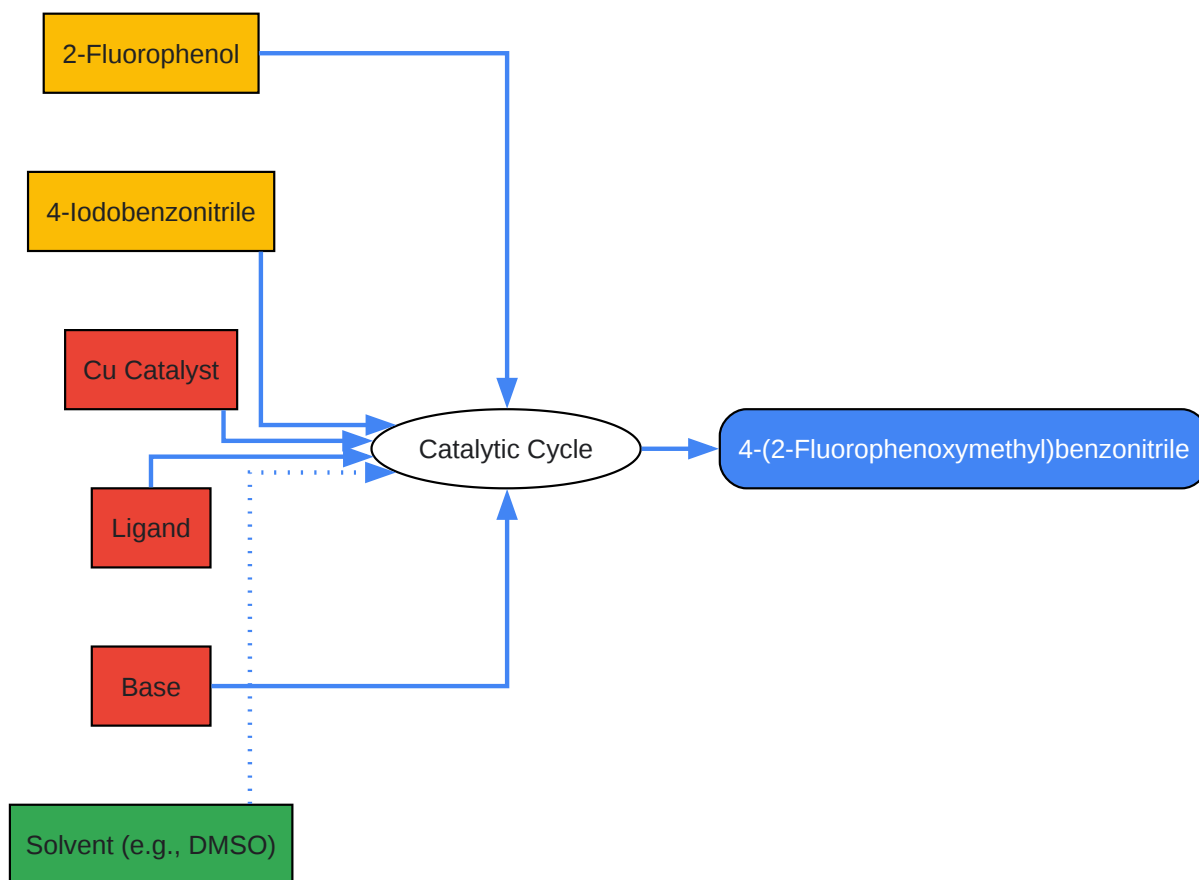 2-Fluorophenol
4-Iodobenzonitrile
Cu Catalyst
Catalytic Cycle
4-(2-Fluorophenoxymethyl)benzonitrile
Ligand
Base
Solvent (e.g., DMSO)